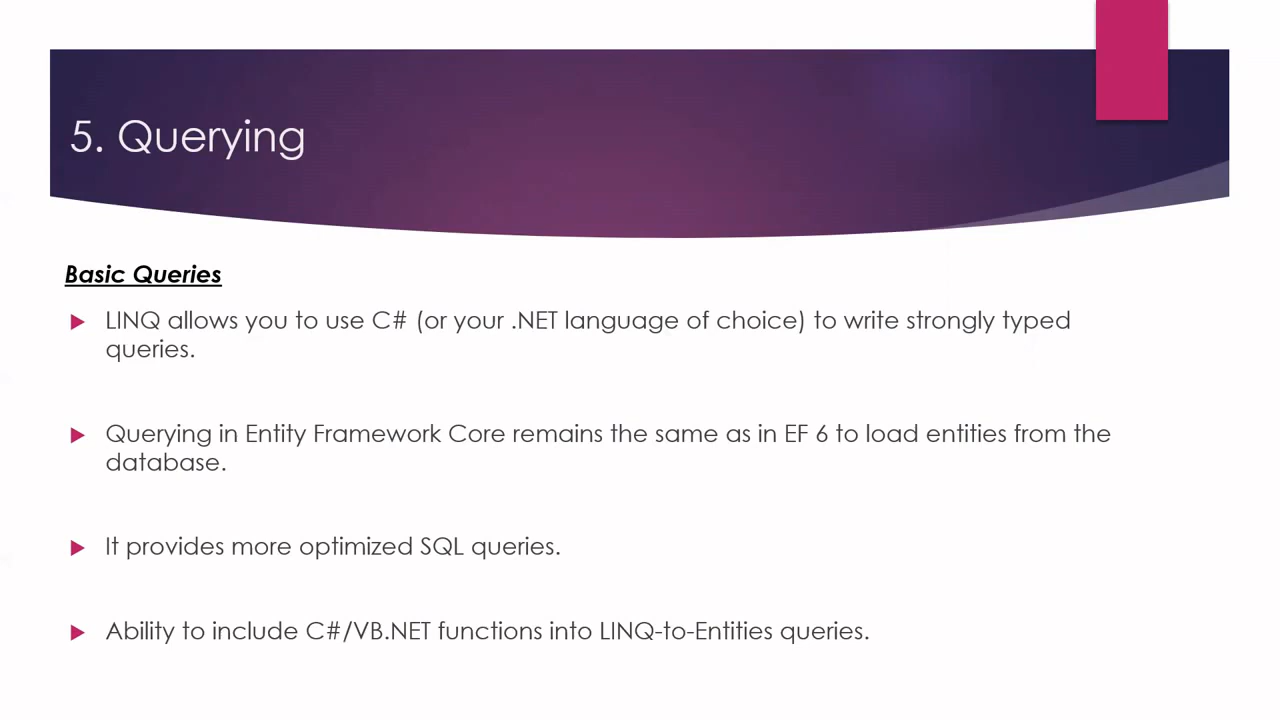 5. Querying
Basic Queries
LINQ allows you to use C# (or your .NET language of choice) to write strongly typed
queries.
Querying in Entity Framework Core remains the same as in EF 6 to load entities from the
database.
It provides more optimized SQL queries.
Ability to include C#/VB.NET functions into LINQ-to-Entities queries.